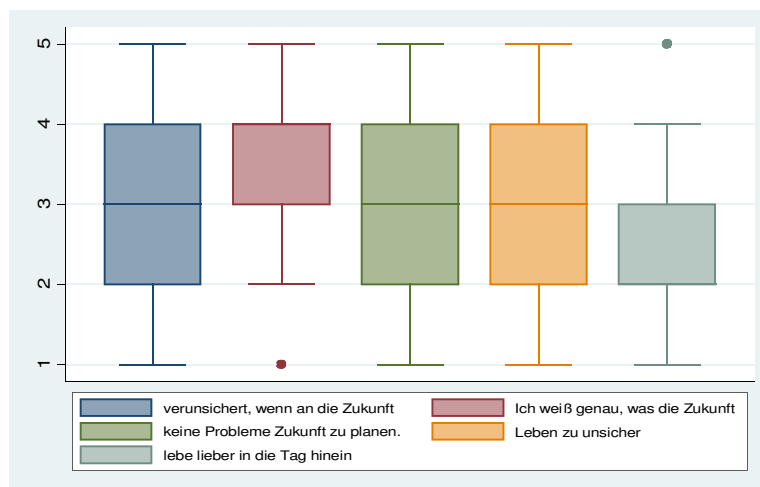 5
4
3
2
1
verunsichert, wenn an die Zukunft
Ich weiß genau, was die Zukunft
keine Probleme Zukunft zu planen.
Leben zu unsicher
lebe lieber in die Tag hinein